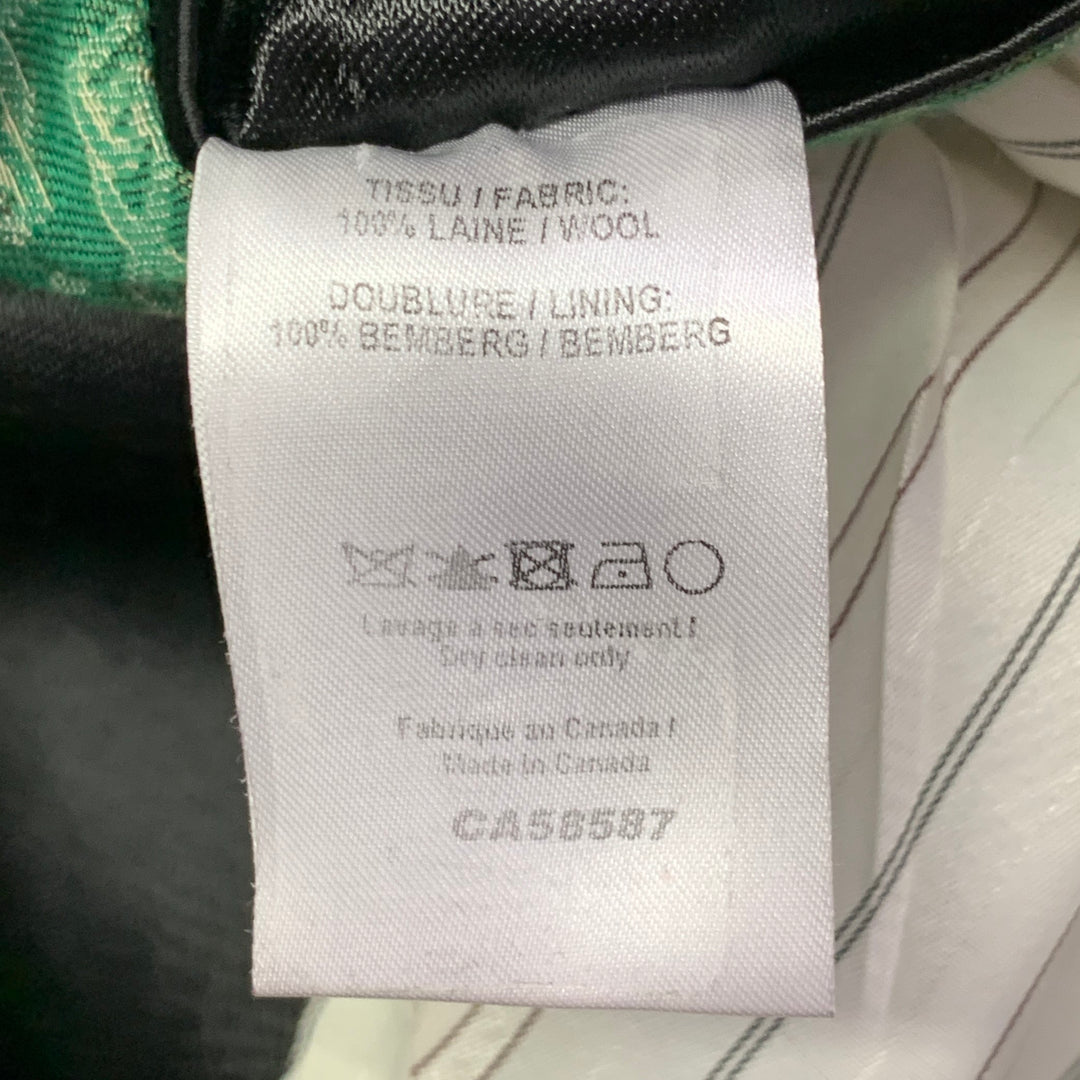 TISSU / FABRIC:
100% LAINE / WOOL
DOUBLURE / LINING:
100% BEMBERG / BEMBERG
Lavage à sec seulement /
Dry clean only
Fabriqué au Canada /
Made in Canada
CA58587